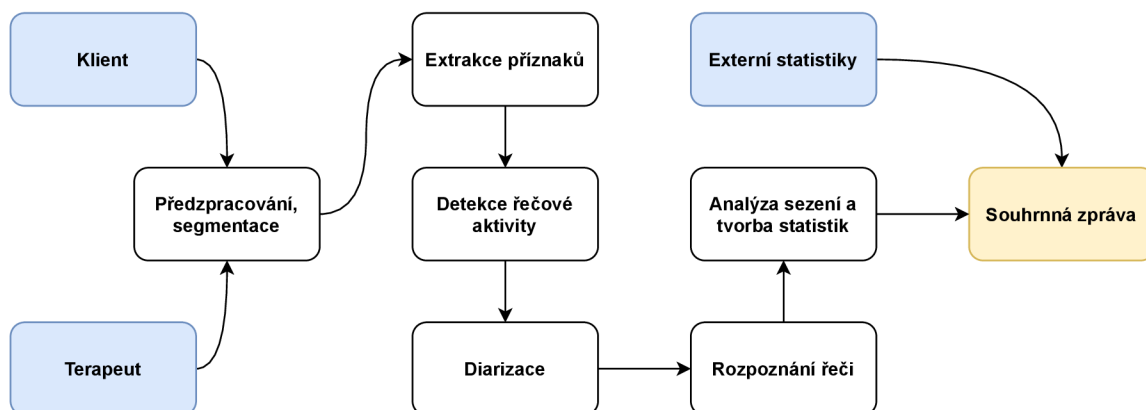 Klient
Extrakce příznaků
Externí statistiky
Předzpracování,
segmentace
Detekce řečové
aktivity
Analýza sezení a
tvorba statistik
Souhrnná zpráva
Terapeut
Diarizace
Rozpoznání řeči